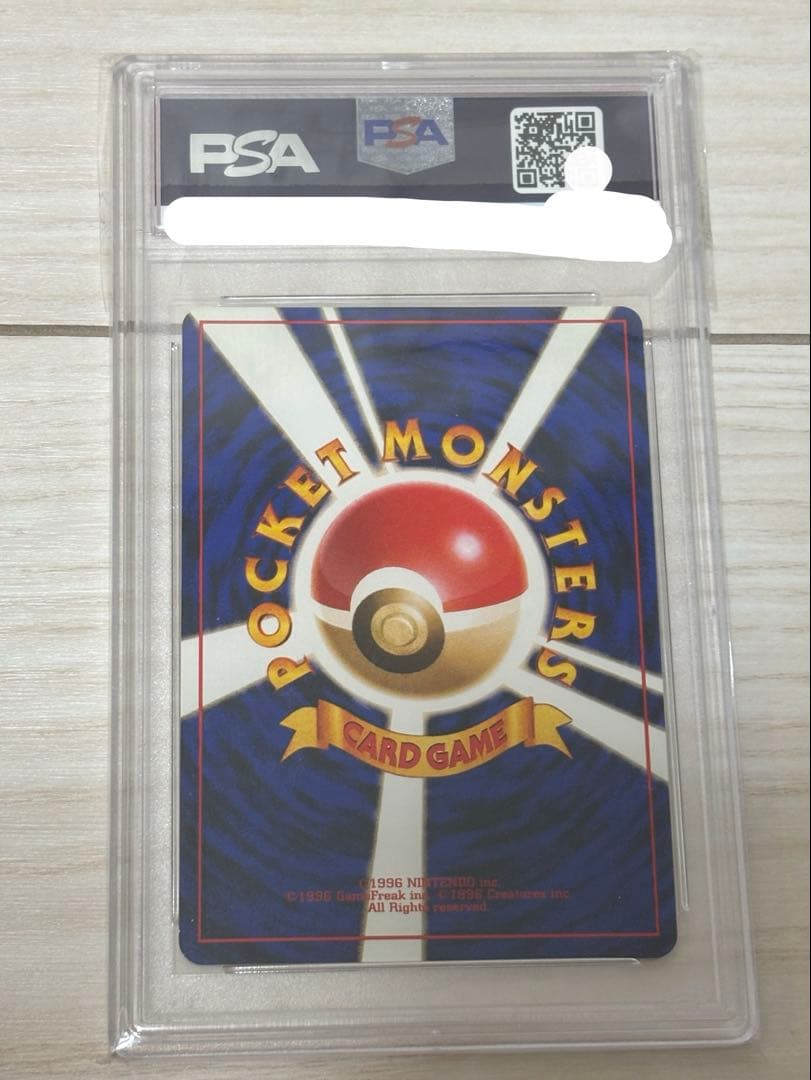 PSA
PSA
POCKET MONSTERS
CARD GAME
©1996 NINTENDO inc.
©1996 GameFreak inc. ©1996 Creatures inc.
All Rights reserved.